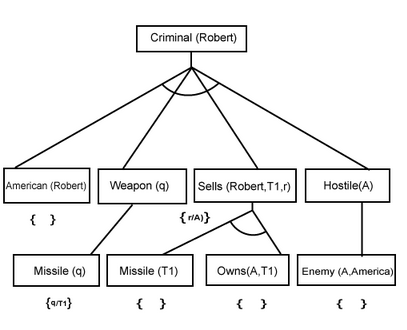 Criminal (Robert)
American (Robert) Weapon (q) Sells (Robert,T1,r) Hostile(A)
{ } {r/A)}
Missile (q) Missile (T1) Owns(A,T1) Enemy (A,America)
{q/T1} { } { } { }